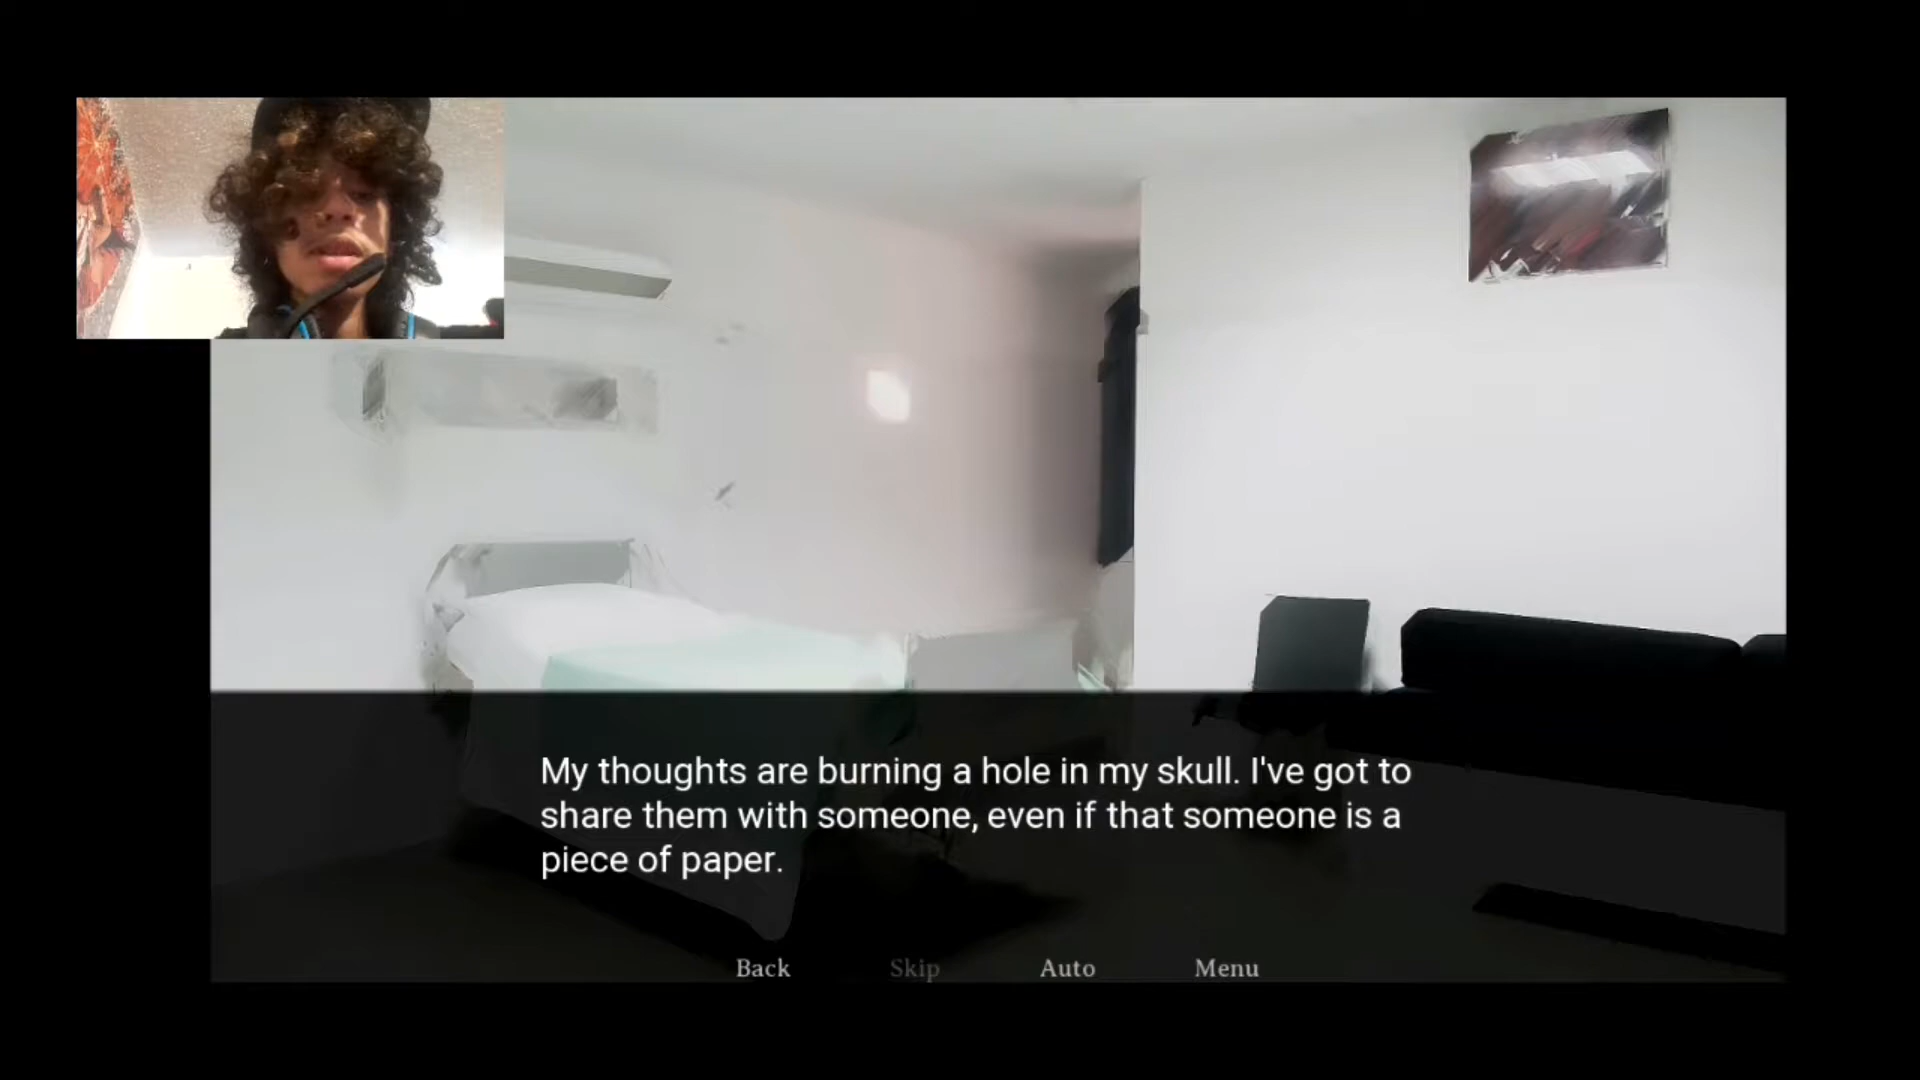 My thoughts are burning a hole in my skull. I've got to
share them with someone, even if that someone is a
piece of paper.
Back Skip Auto Menu